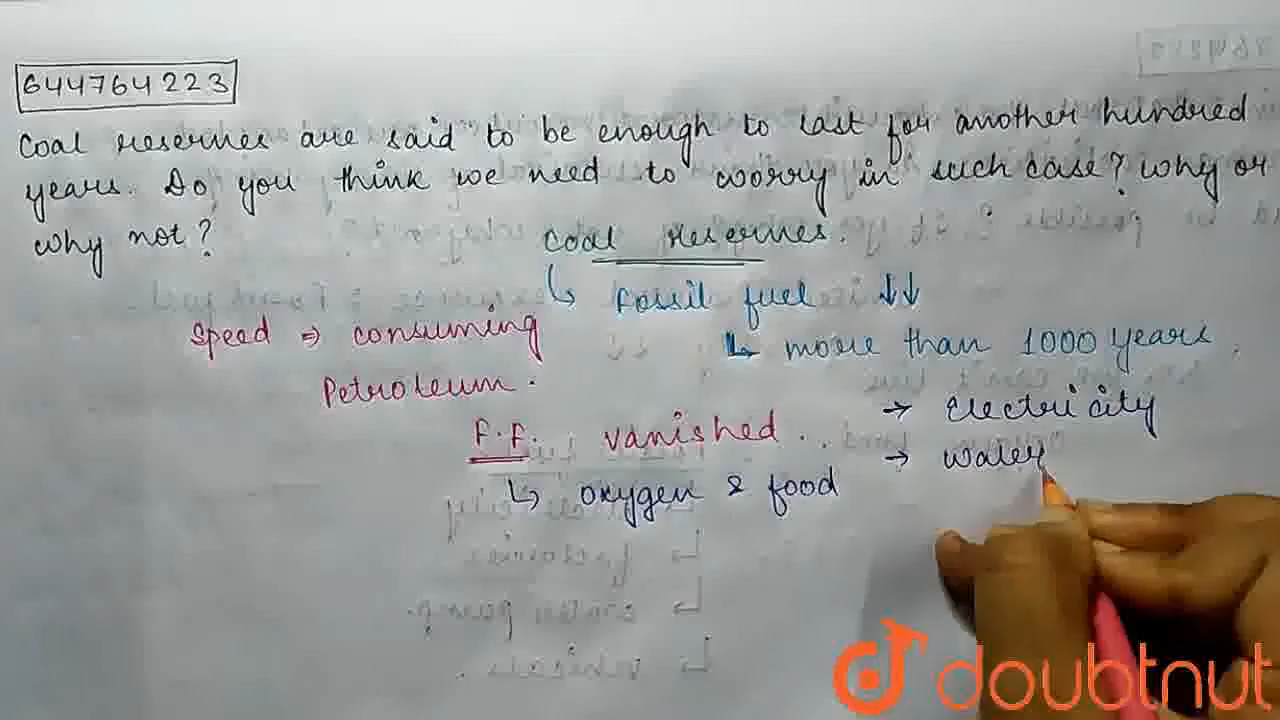 644764223
Coal reserves are said to be enough to last for another hundred
years. Do you think we need to worry in such case? Why or
why not?
Coal reserves.
↳ Fossil fuel ↓↓
Speed ⇒ consuming
↳ more than 1000 years.
Petroleum.
→ Electricity
F.F. vanished..
→ water
↳ oxygen & food
doubtnut